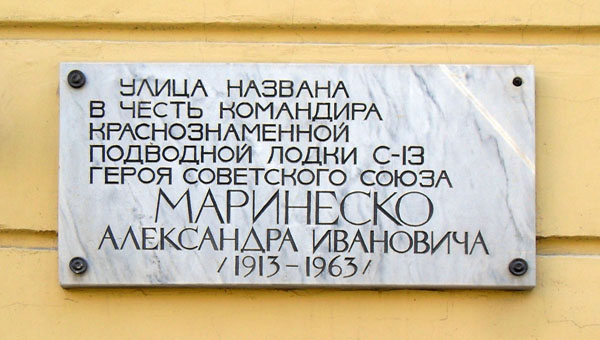 УЛИЦА НАЗВАНА
В ЧЕСТЬ КОМАНДИРА
КРАСНОЗНАМЕННОЙ
ПОДВОДНОЙ ЛОДКИ С-13
ГЕРОЯ СОВЕТСКОГО СОЮЗА
МАРИНЕСКО
АЛЕКСАНДРА ИВАНОВИЧА
/1913-1963/